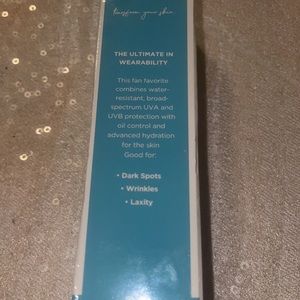 transform your skin
THE ULTIMATE IN
WEARABILITY
This fan favorite
combines water-
resistant, broad-
spectrum UVA and
UVB protection with
oil control and
advanced hydration
for the skin
Good for:
• Dark Spots
• Wrinkles
• Laxity